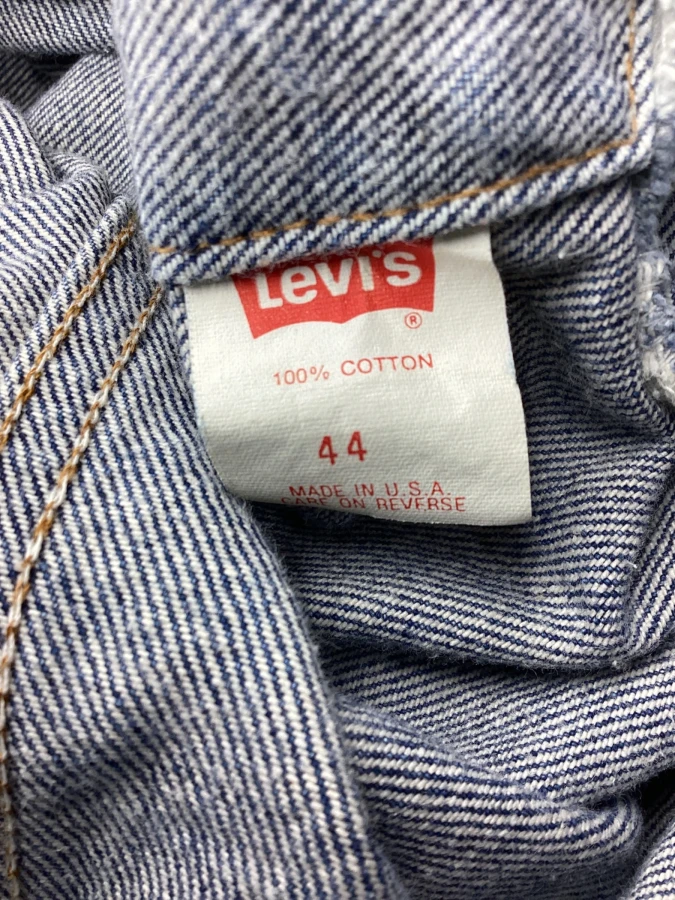 Levi's
®
100% COTTON
44
MADE IN U.S.A.
CARE ON REVERSE